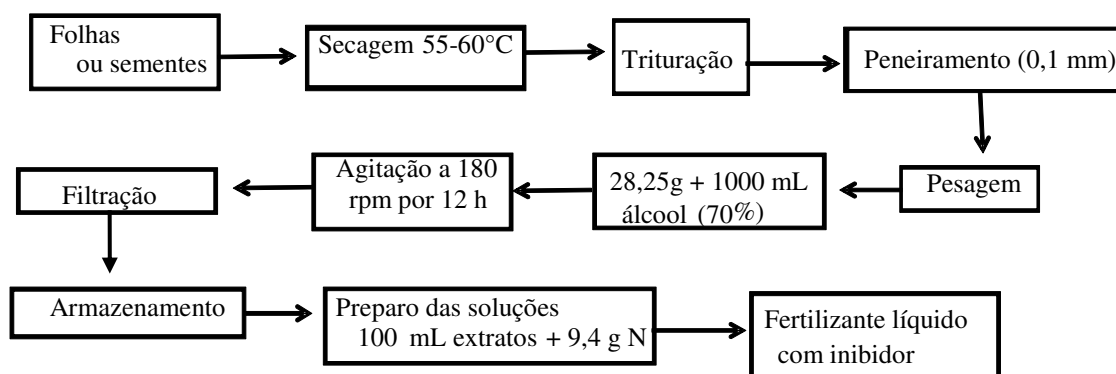 Folhas
ou sementes
Secagem 55-60°C
Trituração
Peneiramento (0,1 mm)
Pesagem
28,25g + 1000 mL
álcool (70%)
Agitação a 180
rpm por 12 h
Filtração
Armazenamento
Preparo das soluções
100 mL extratos + 9,4 g N
Fertilizante líquido
com inibidor